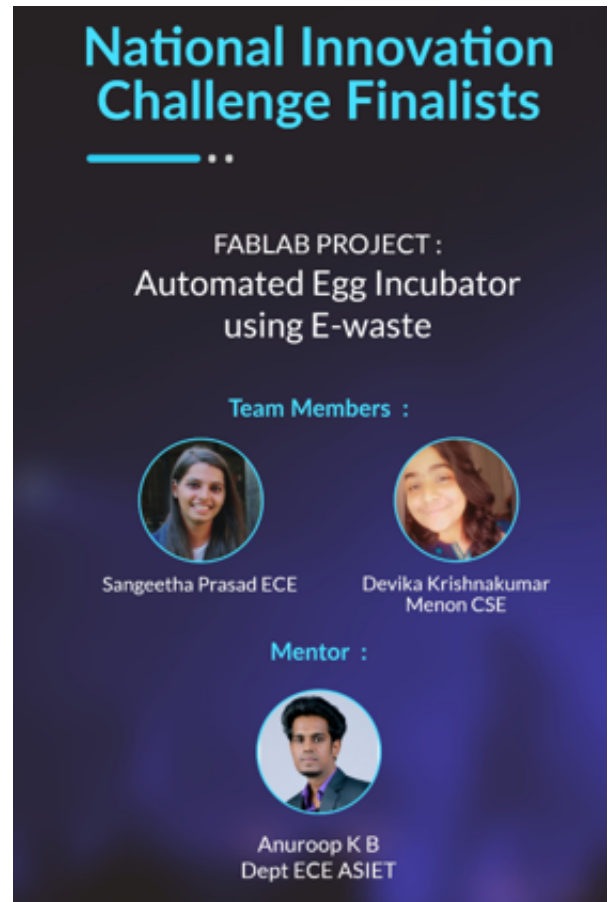 National Innovation
Challenge Finalists
FABLAB PROJECT :
Automated Egg Incubator
using E-waste
Team Members :
Sangeetha Prasad ECE
Devika Krishnakumar
Menon CSE
Mentor :
Anuroop K B
Dept ECE ASIET